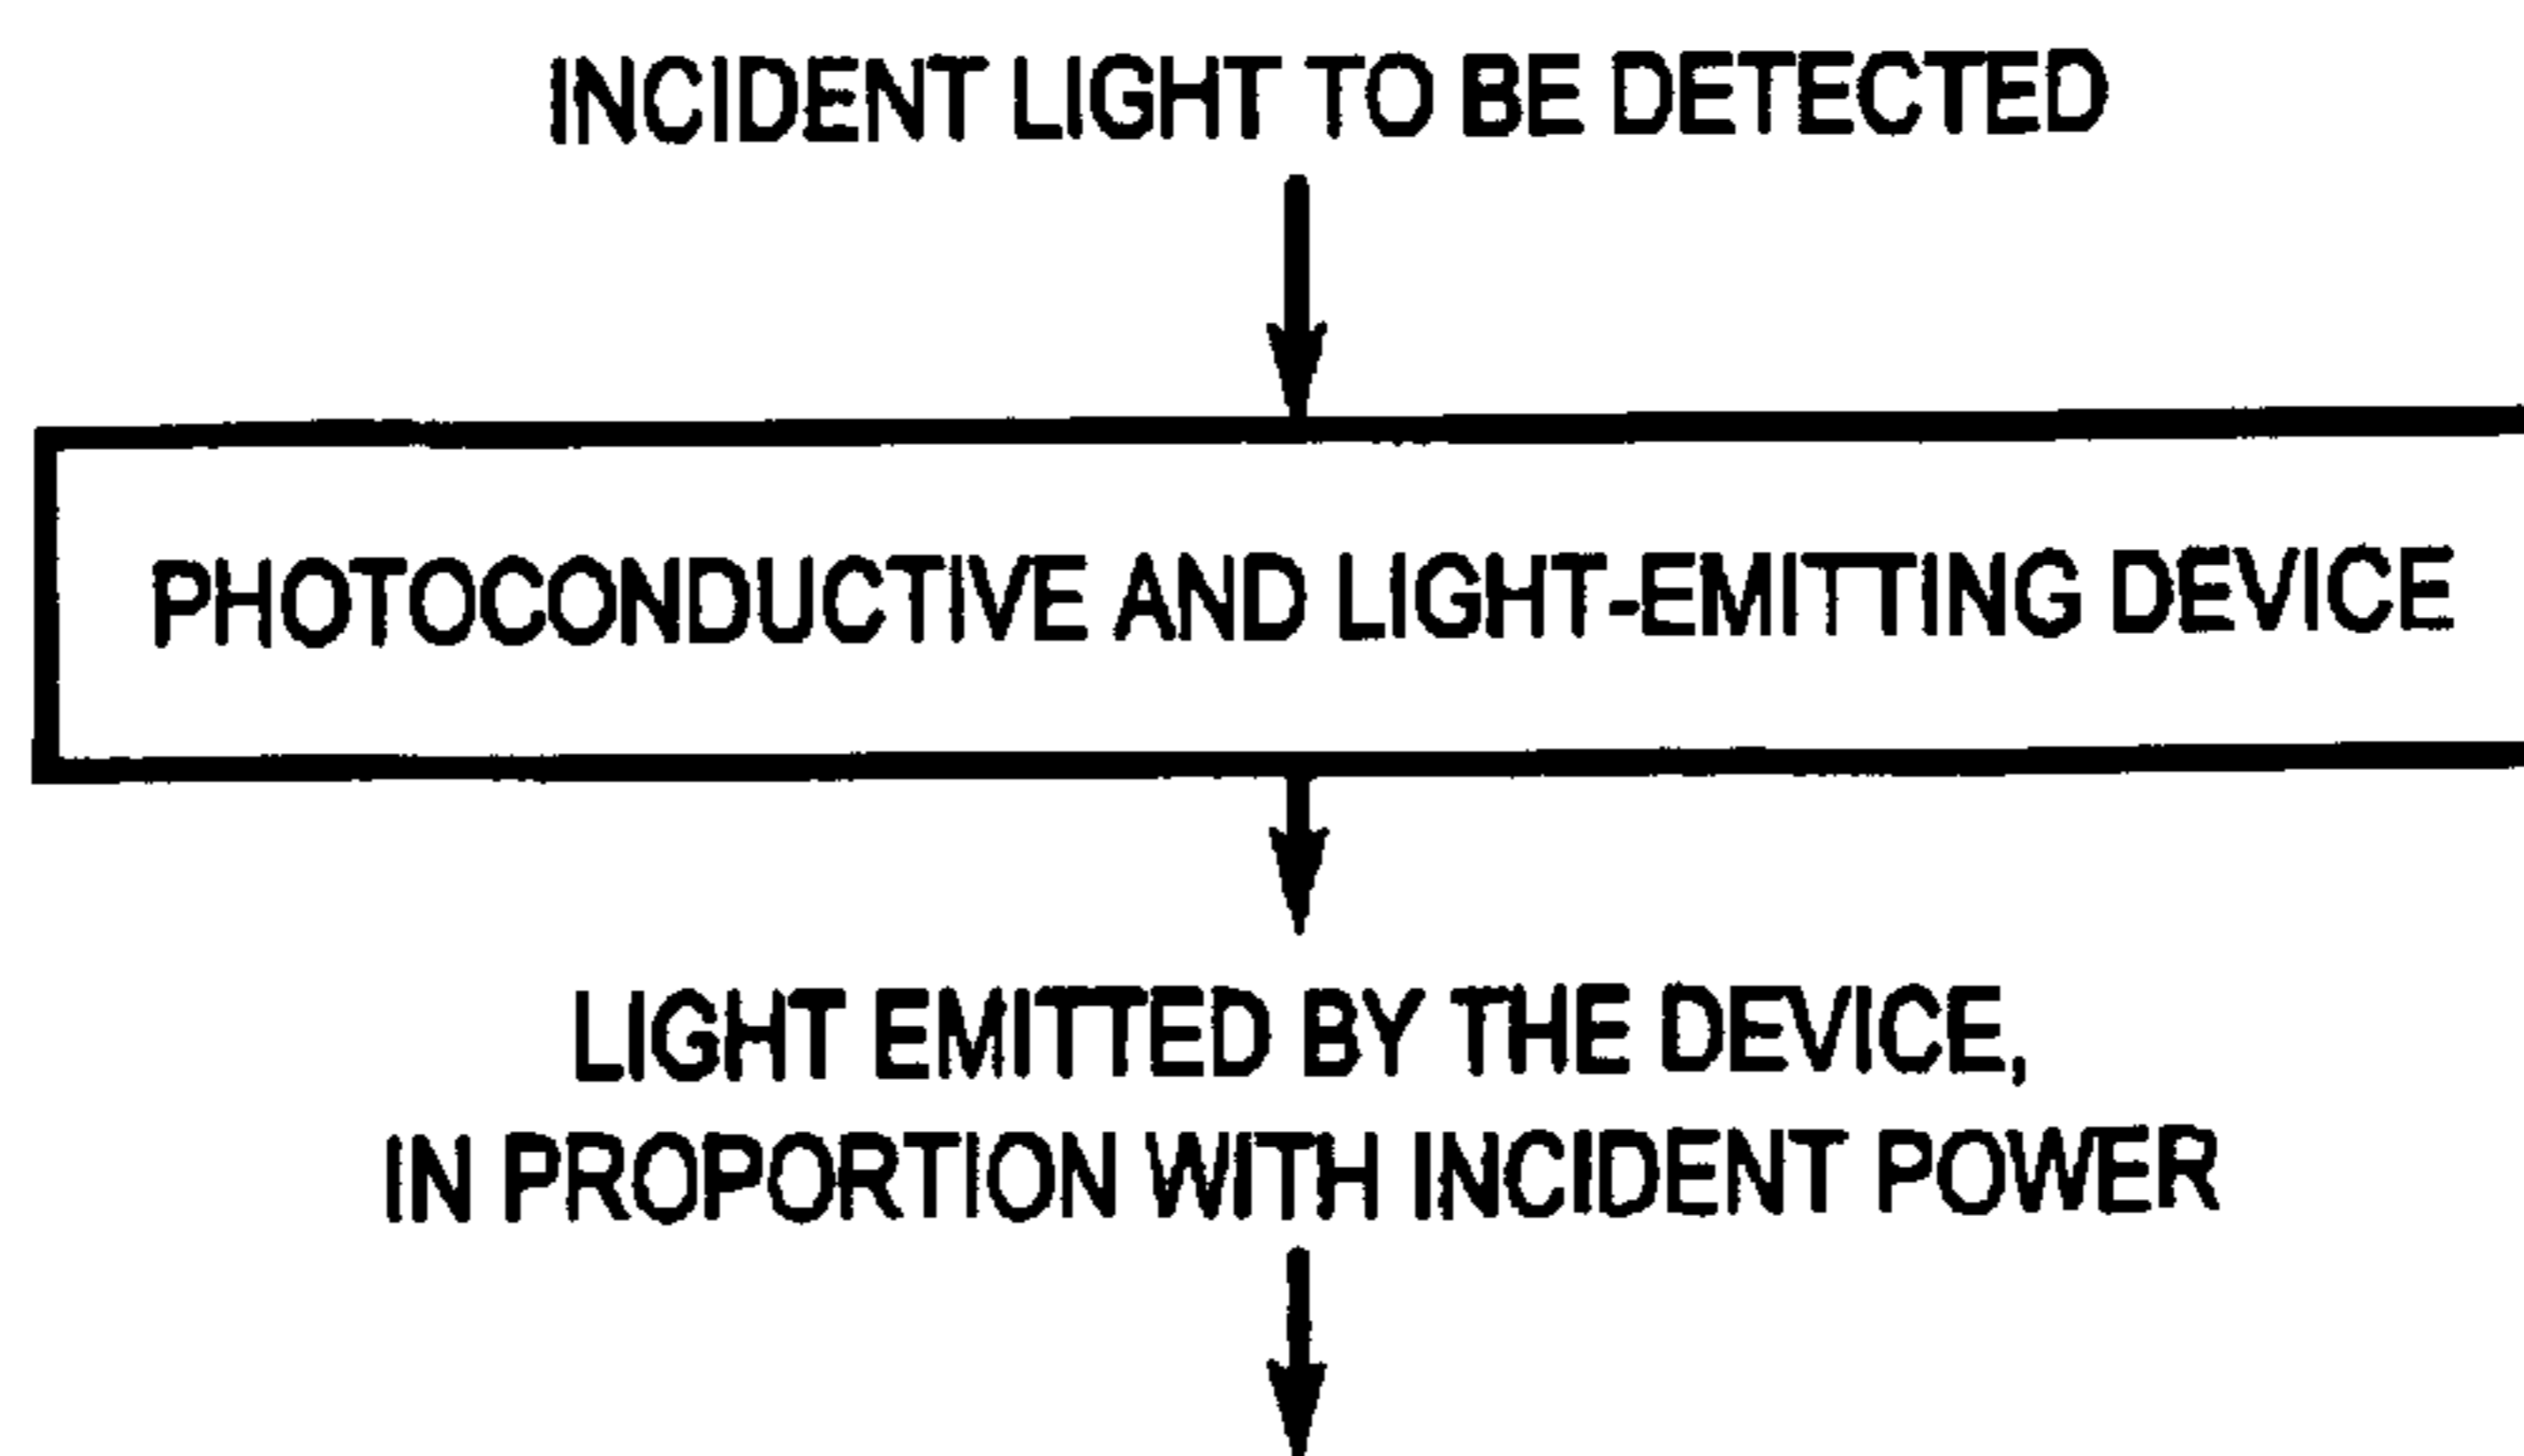 INCIDENT LIGHT TO BE DETECTED
PHOTOCONDUCTIVE AND LIGHT-EMITTING DEVICE
LIGHT EMITTED BY THE DEVICE,
IN PROPORTION WITH INCIDENT POWER